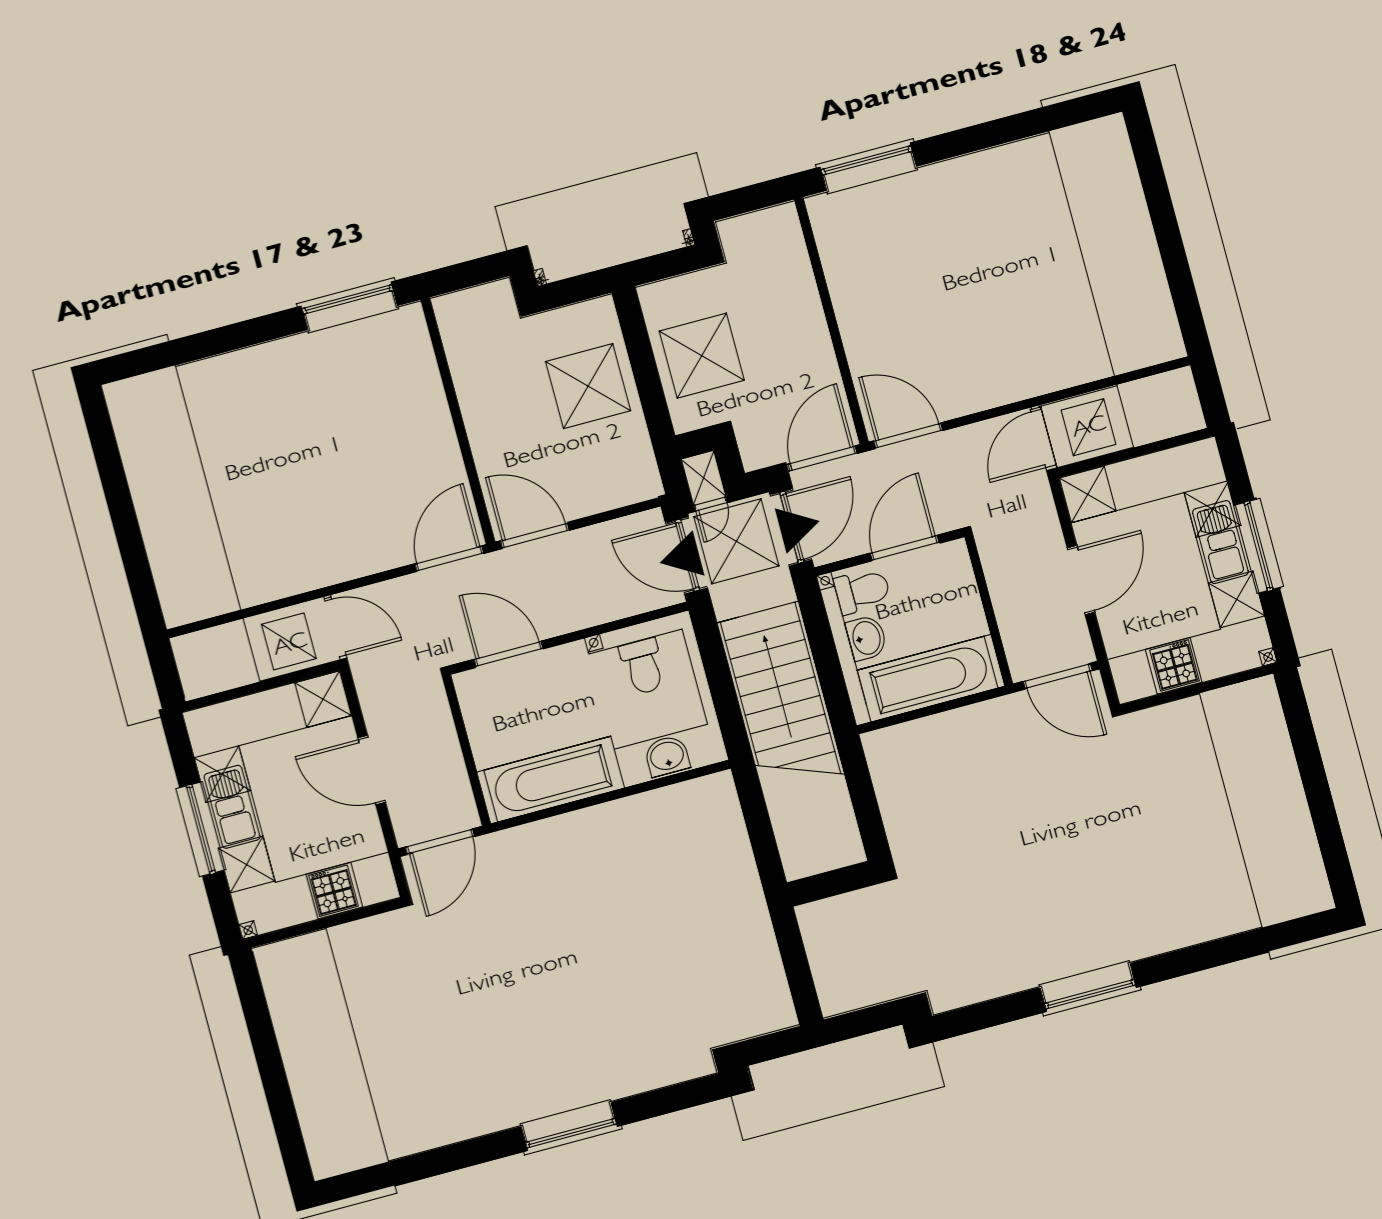 Apartments 18 & 24
Apartments 17 & 23
Bedroom 1
Bedroom 2
Bedroom 2
Bedroom 1
AC
Hall
Bathroom
Kitchen
AC
Hall
Bathroom
Kitchen
Living room
Living room